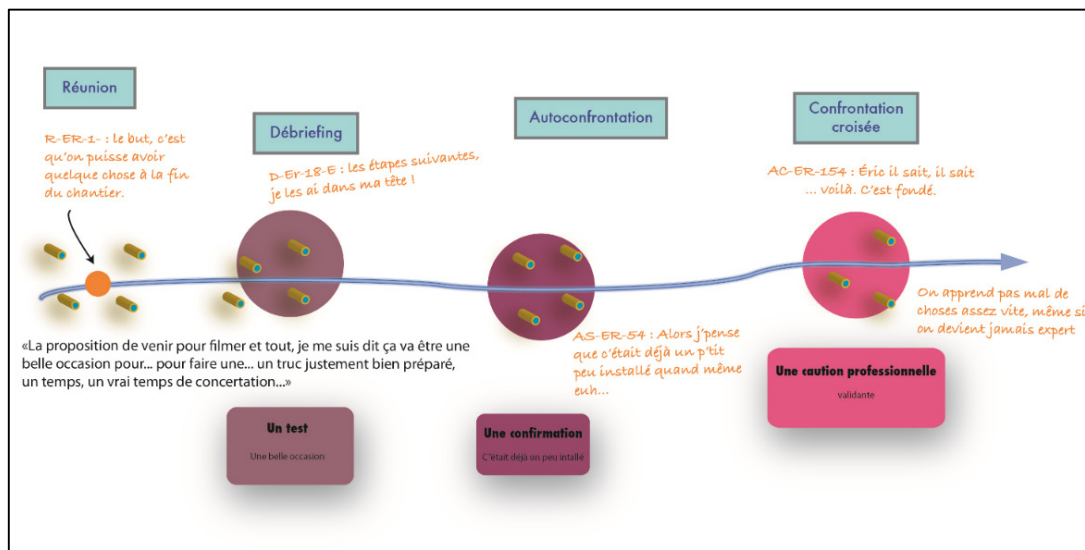 Réunion
R-ER-1- : le but, c'est
qu'on puisse avoir
quelque chose à la fin
du chantier.
Débriefing
D-Er-18-E : les étapes suivantes,
je les ai dans ma tête !
Autoconfrontation
Confrontation
croisée
AC-ER-154 : Éric il sait, il sait
... voilà. C'est fondé.
«La proposition de venir pour filmer et tout, je me suis dit ça va être une
belle occasion pour... pour faire une... un truc justement bien préparé,
un temps, un vrai temps de concertation...»
AS-ER-54 : Alors j'pense
que c'était déjà un p'tit
peu installé quand même
euh...
On apprend pas mal de
choses assez vite, même si
on devient jamais expert
Un test
Une belle occasion
Une confirmation
C'était déjà un peu intallé
Une caution professionnelle
validante